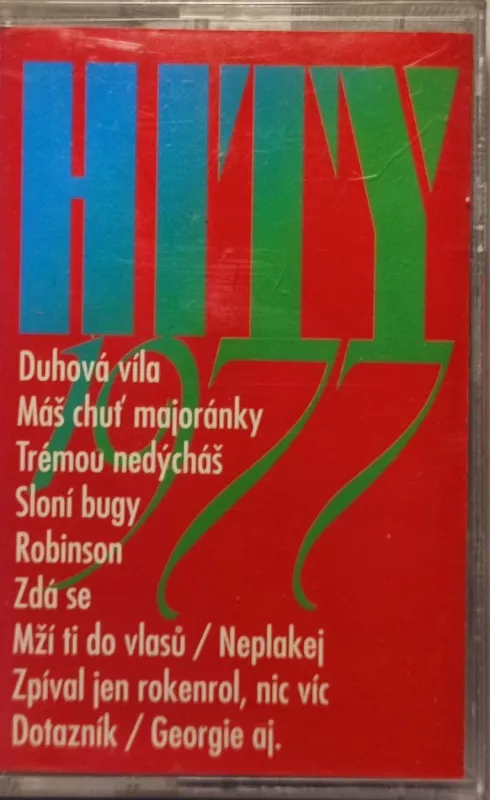 HITY
1977
Duhová víla
Máš chuť majoránky
Trémou nedýcháš
Sloní bugy
Robinson
Zdá se
Mží ti do vlasů / Neplakej
Zpíval jen rokenrol, nic víc
Dotazník / Georgie aj.